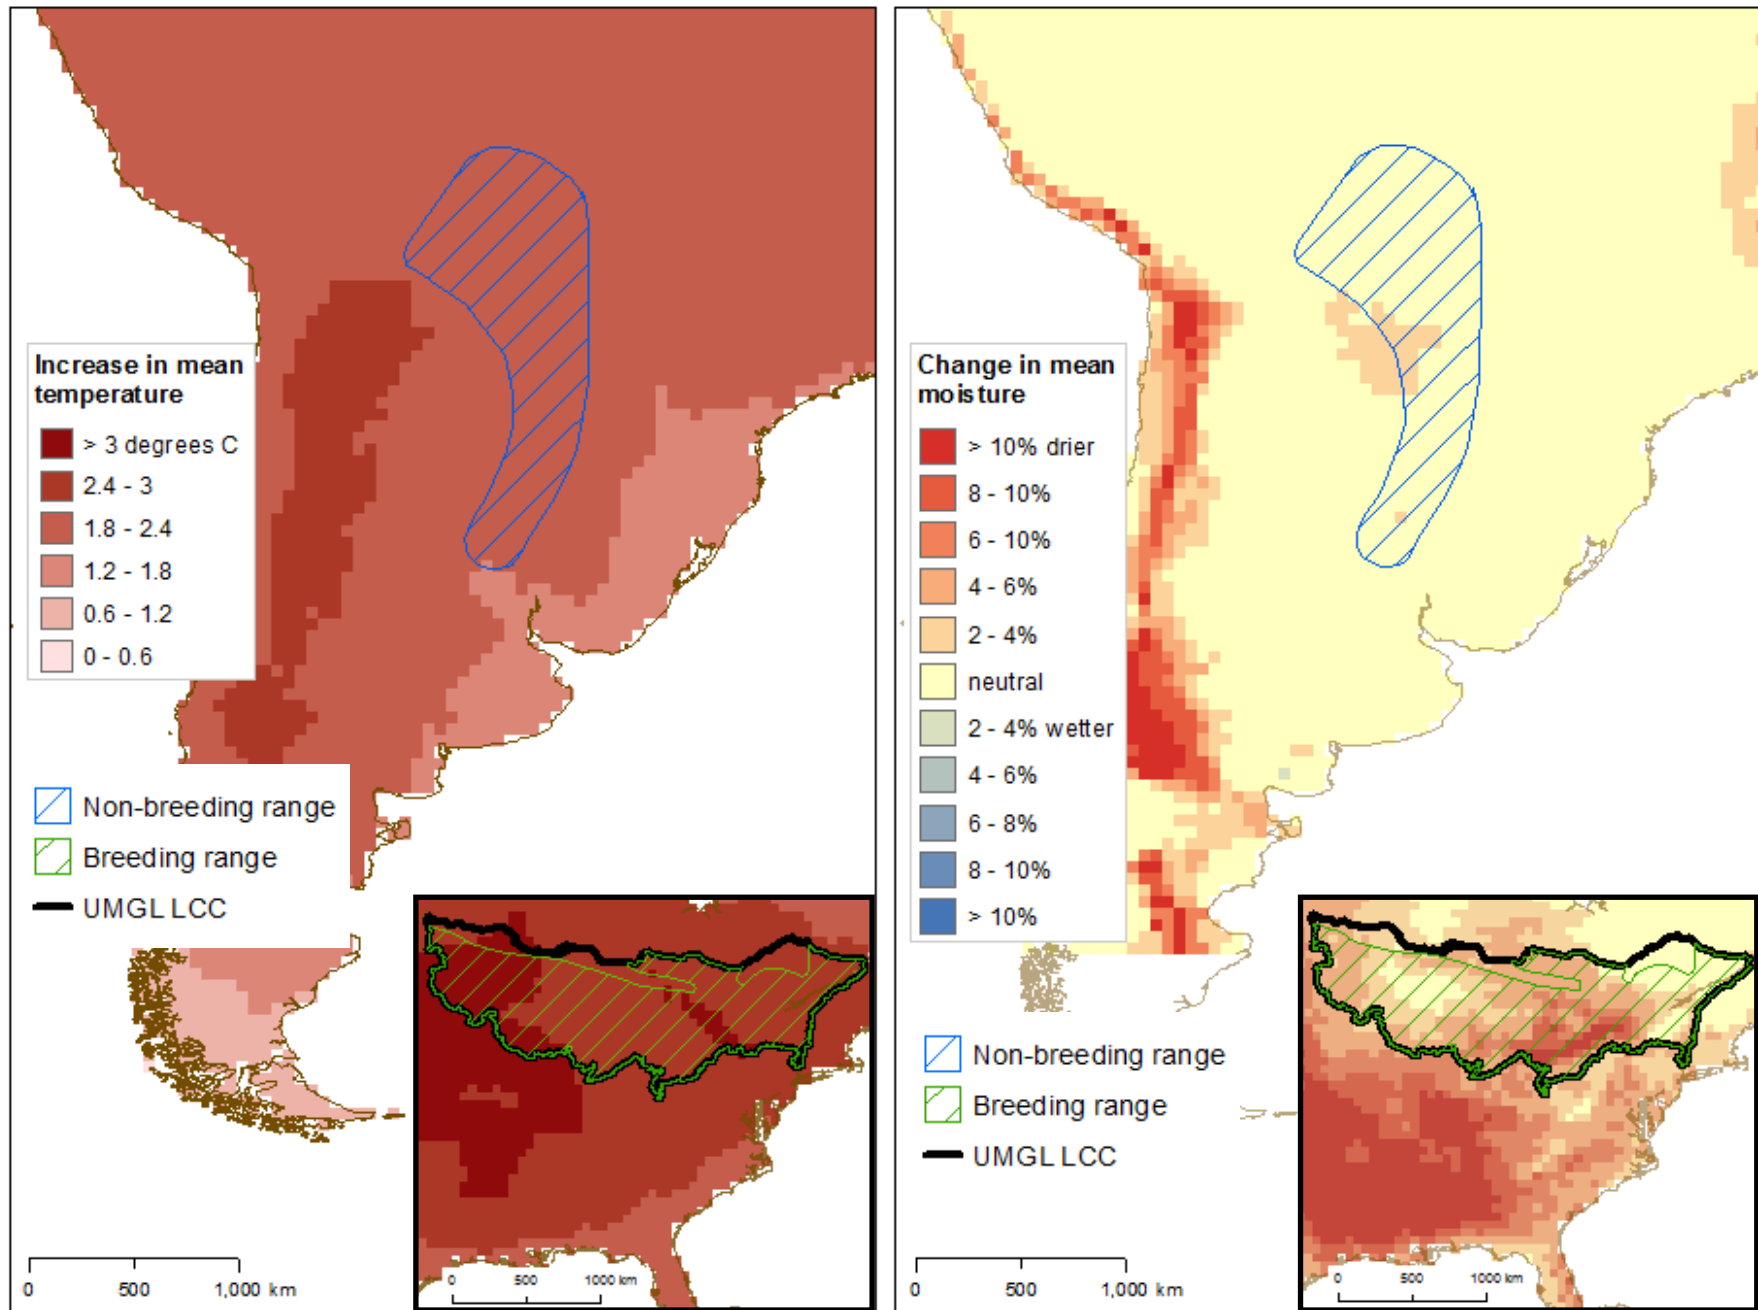 Increase in mean
temperature
> 3 degrees C
2.4 - 3
1.8 - 2.4
1.2 - 1.8
0.6 - 1.2
0 - 0.6
Non-breeding range
Breeding range
UMGL LCC
0 500 1,000 km
0 500 1000 km
Change in mean
moisture
> 10% drier
8 - 10%
6 - 10%
4 - 6%
2 - 4%
neutral
2 - 4% wetter
4 - 6%
6 - 8%
8 - 10%
> 10%
Non-breeding range
Breeding range
UMGL LCC
0 500 1,000 km
0 500 1000 km